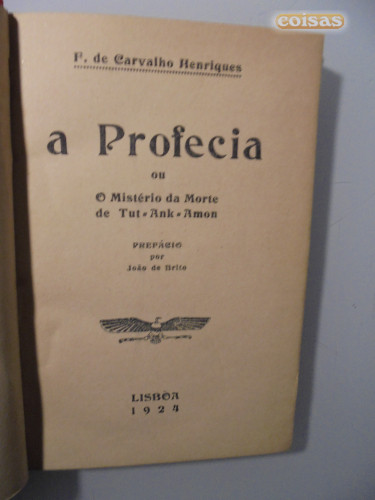 coisas
F. de Carvalho Henriques
a Profecia
ou
O Mistério da Morte
de Tut-Ank-Amon
PREFÁCIO
por
João de Brito
LISBÔA
1924